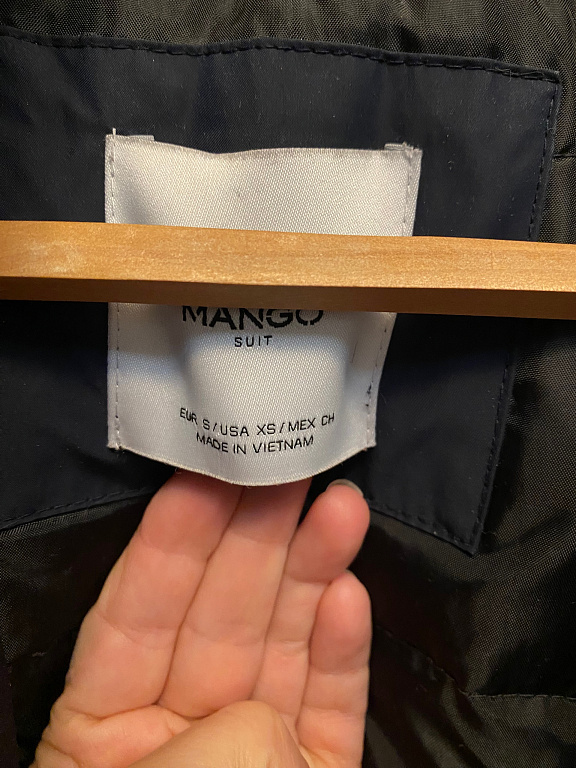 MANGO
SUIT
EUR S / USA XS / MEX CH
MADE IN VIETNAM